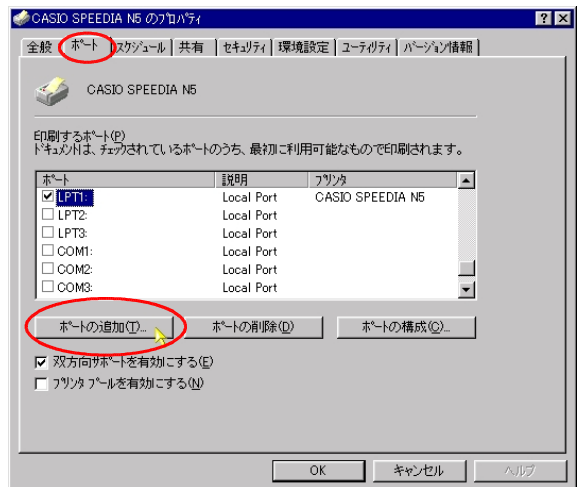 CASIO SPEEDIA N5 のﾌﾟﾛﾊﾟﾃｨ
全般 ﾎﾟｰﾄ ｽｹｼﾞｭｰﾙ 共有 ｾｷｭﾘﾃｨ 環境設定 ﾕｰﾃｨﾘﾃｨ ﾊﾞｰｼﾞｮﾝ情報
CASIO SPEEDIA N5
印刷するﾎﾟｰﾄ(P)
ﾄﾞｷｭﾒﾝﾄは、ﾁｪｯｸされているﾎﾟｰﾄのうち、最初に利用可能なもので印刷されます。
ﾎﾟｰﾄ 説明 ﾌﾟﾘﾝﾀ
LPT1: Local Port CASIO SPEEDIA N5
LPT2: Local Port
LPT3: Local Port
COM1: Local Port
COM2: Local Port
COM3: Local Port
ﾎﾟｰﾄの追加(T)... ﾎﾟｰﾄの削除(D) ﾎﾟｰﾄの構成(C)...
双方向ｻﾎﾟｰﾄを有効にする(E)
ﾌﾟﾘﾝﾀ ﾌﾟｰﾙを有効にする(N)
OK ｷｬﾝｾﾙ ﾍﾙﾌﾟ